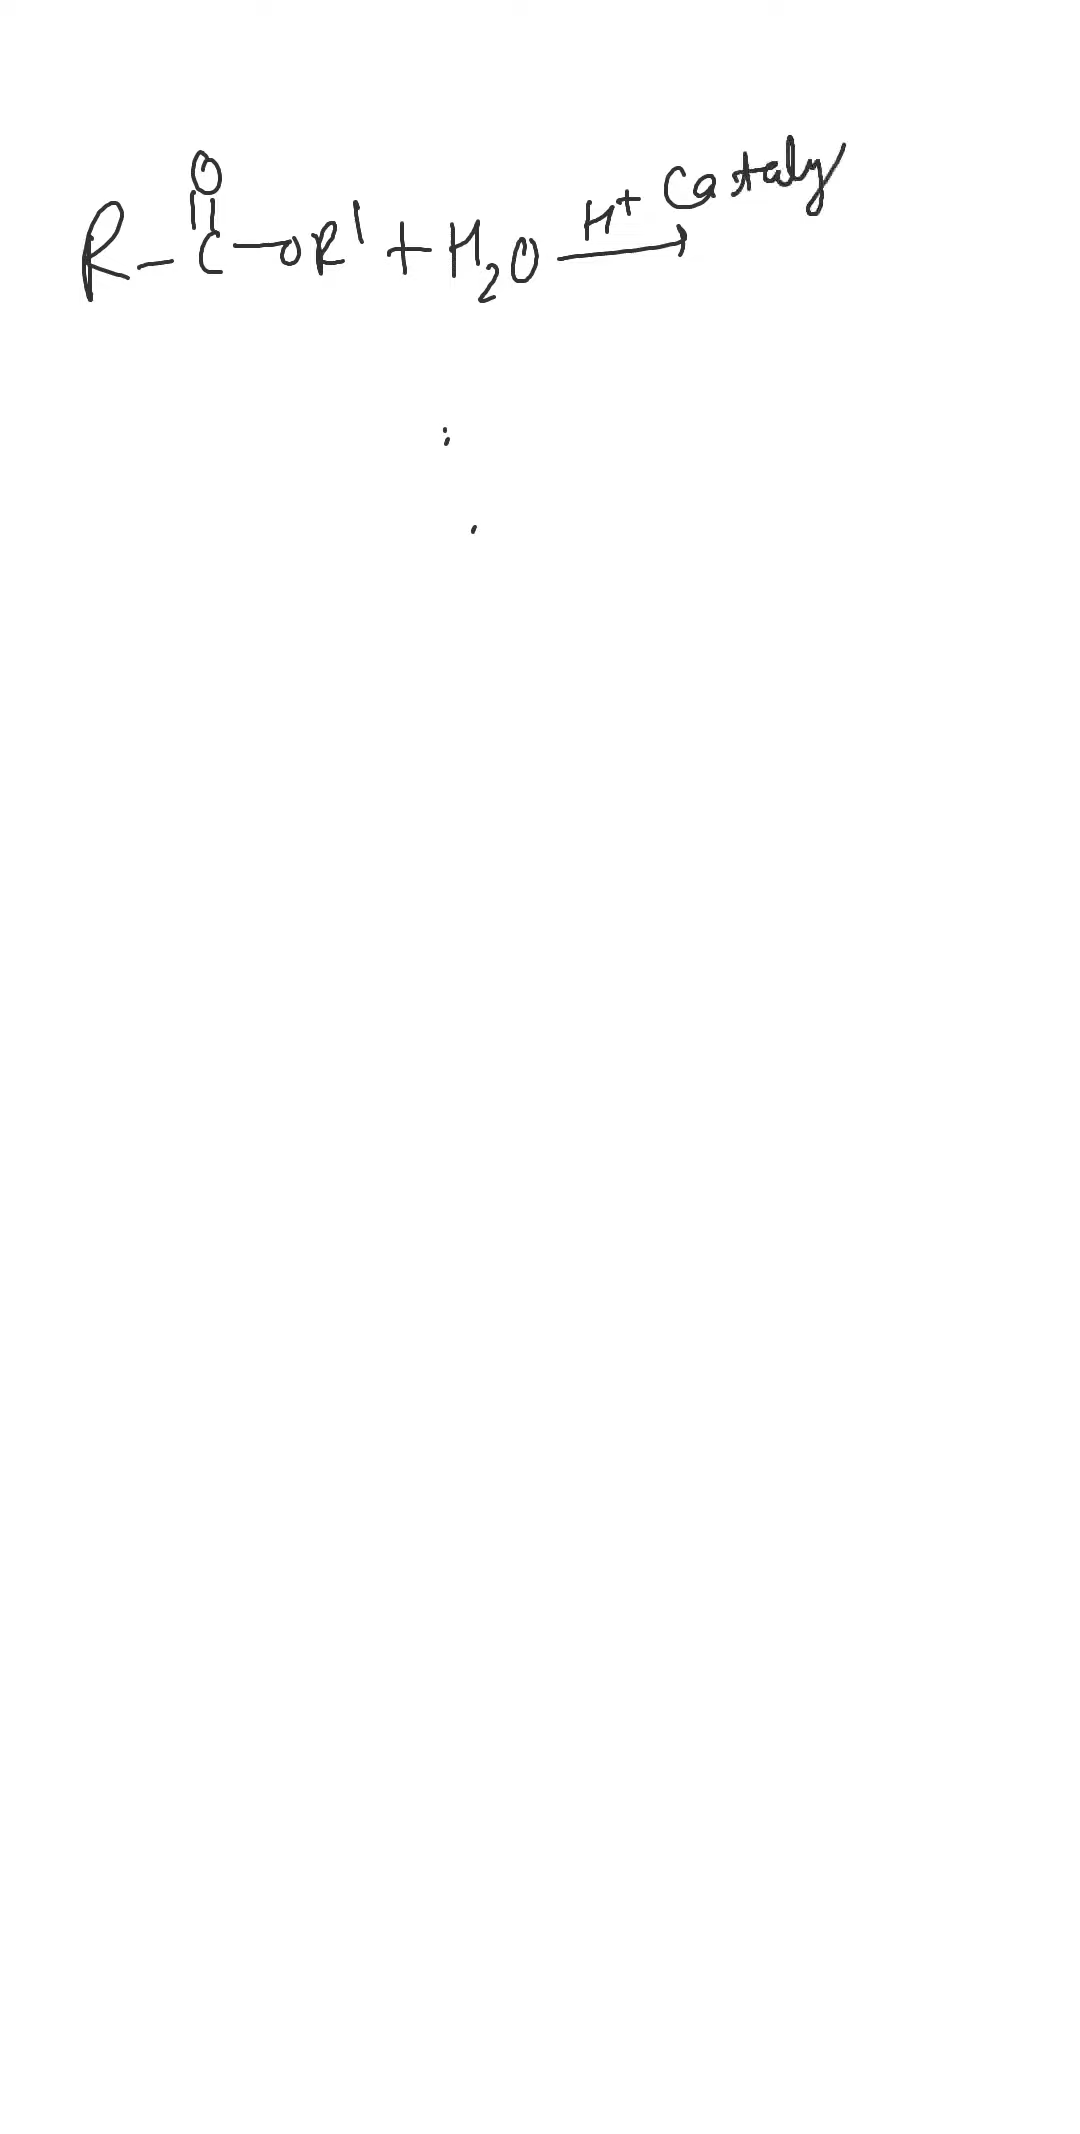 O
||
R-C-OR' + H₂O → H⁺ Cataly